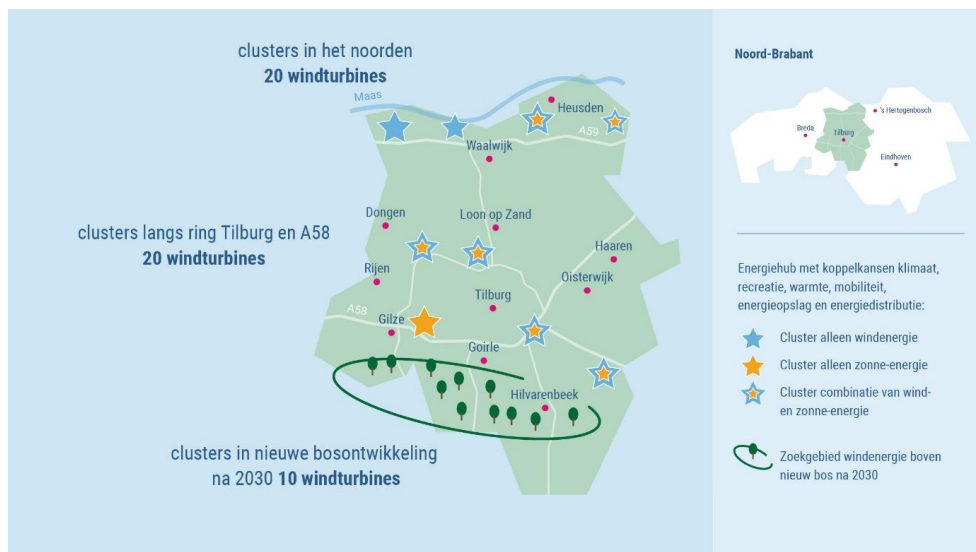 clusters in het noorden
20 windturbines
Maas
Heusden
A59
Waalwijk
clusters langs ring Tilburg en A58
20 windturbines
Dongen
Loon op Zand
Haaren
Rijen
Oisterwijk
Tilburg
A58
Gilze
Goirle
Hilvarenbeek
clusters in nieuwe bosontwikkeling
na 2030 10 windturbines
Noord-Brabant
's Hertogenbosch
Breda
Tilburg
Eindhoven
Energiehub met koppelkansen klimaat,
recreatie, warmte, mobiliteit,
energieopslag en energiedistributie:
Cluster alleen windenergie
Cluster alleen zonne-energie
Cluster combinatie van wind-
en zonne-energie
Zoekgebied windenergie boven
nieuw bos na 2030